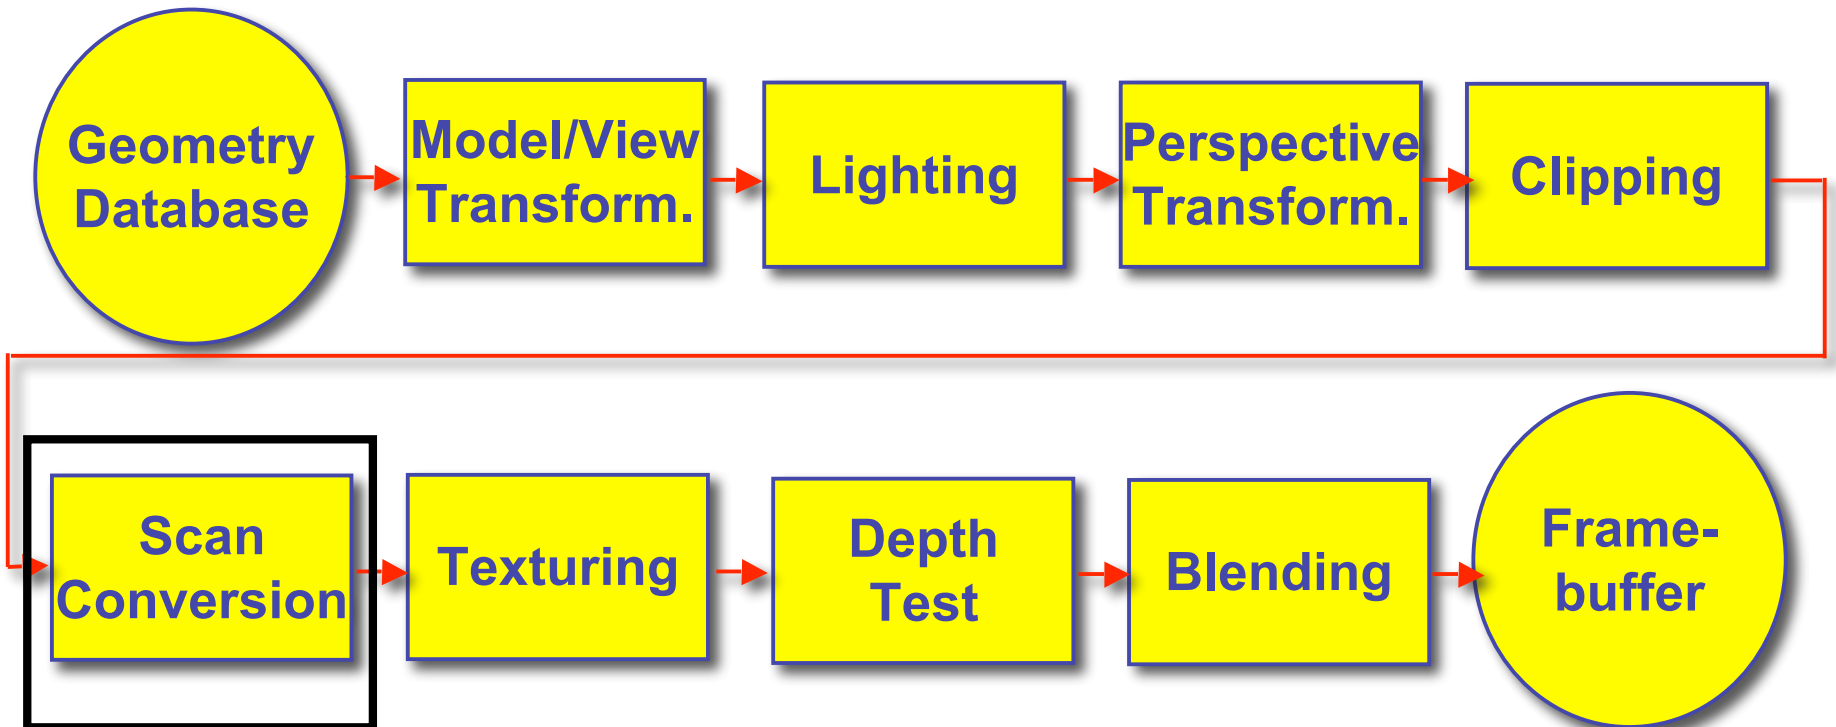 Geometry
Database
Model/View
Transform.
Lighting
Perspective
Transform.
Clipping
Scan
Conversion
Texturing
Depth
Test
Blending
Frame-
buffer